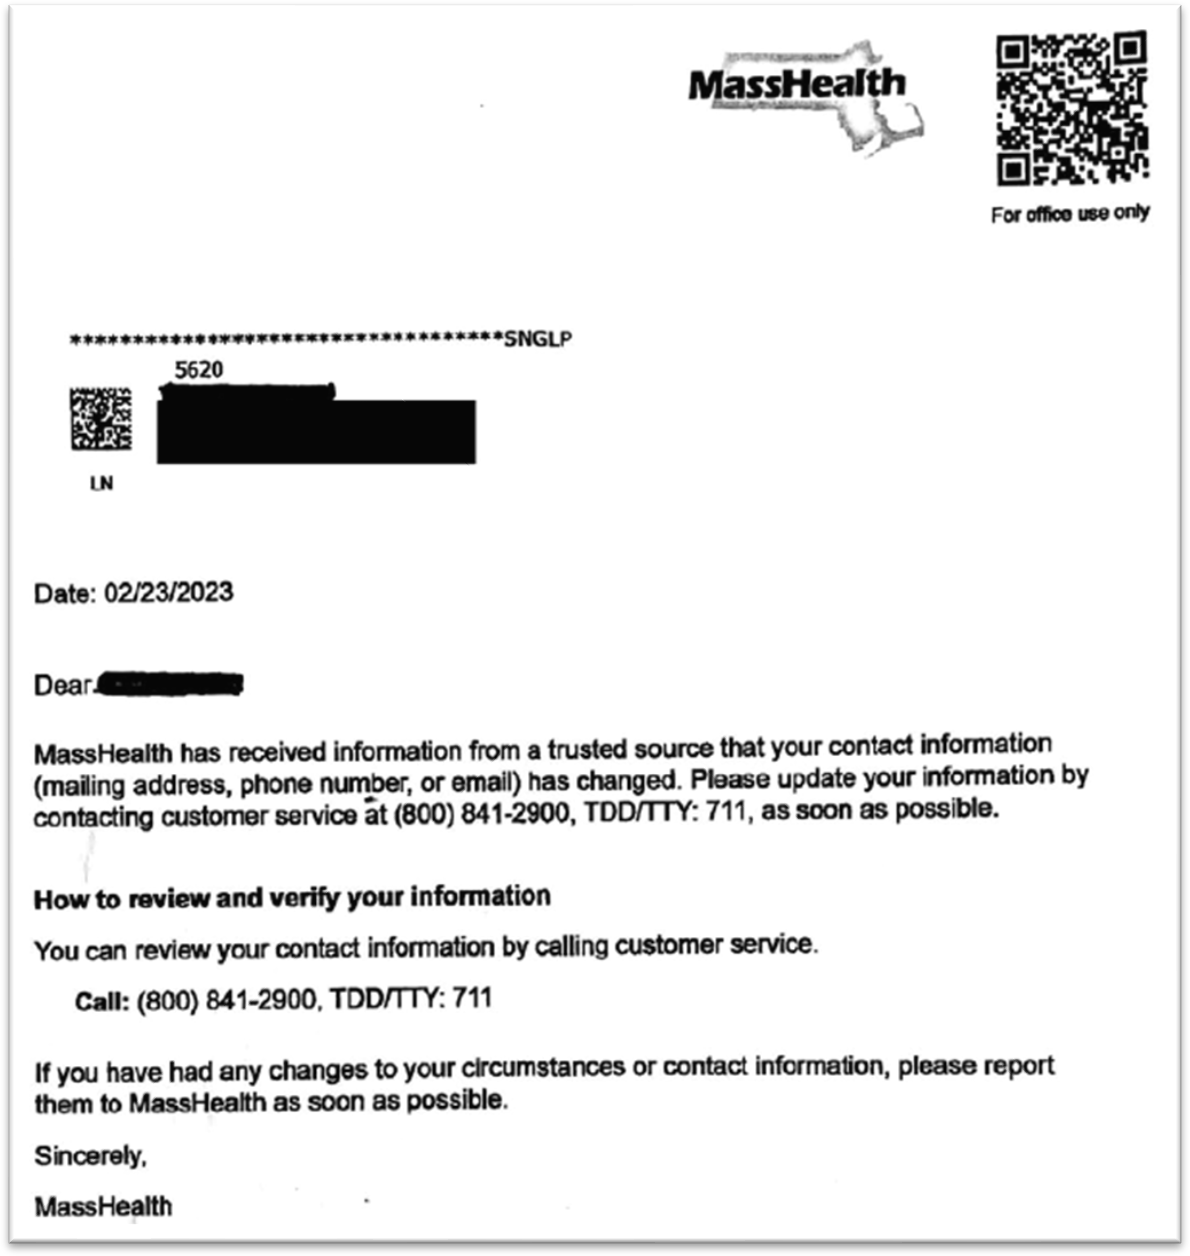 MassHealth
For office use only
***********************************SNGLP
5620
LN
Date: 02/23/2023
Dear
MassHealth has received information from a trusted source that your contact information
(mailing address, phone number, or email) has changed. Please update your information by
contacting customer service at (800) 841-2900, TDD/TTY: 711, as soon as possible.
How to review and verify your information
You can review your contact information by calling customer service.
Call: (800) 841-2900, TDD/TTY: 711
If you have had any changes to your circumstances or contact information, please report
them to MassHealth as soon as possible.
Sincerely,
MassHealth